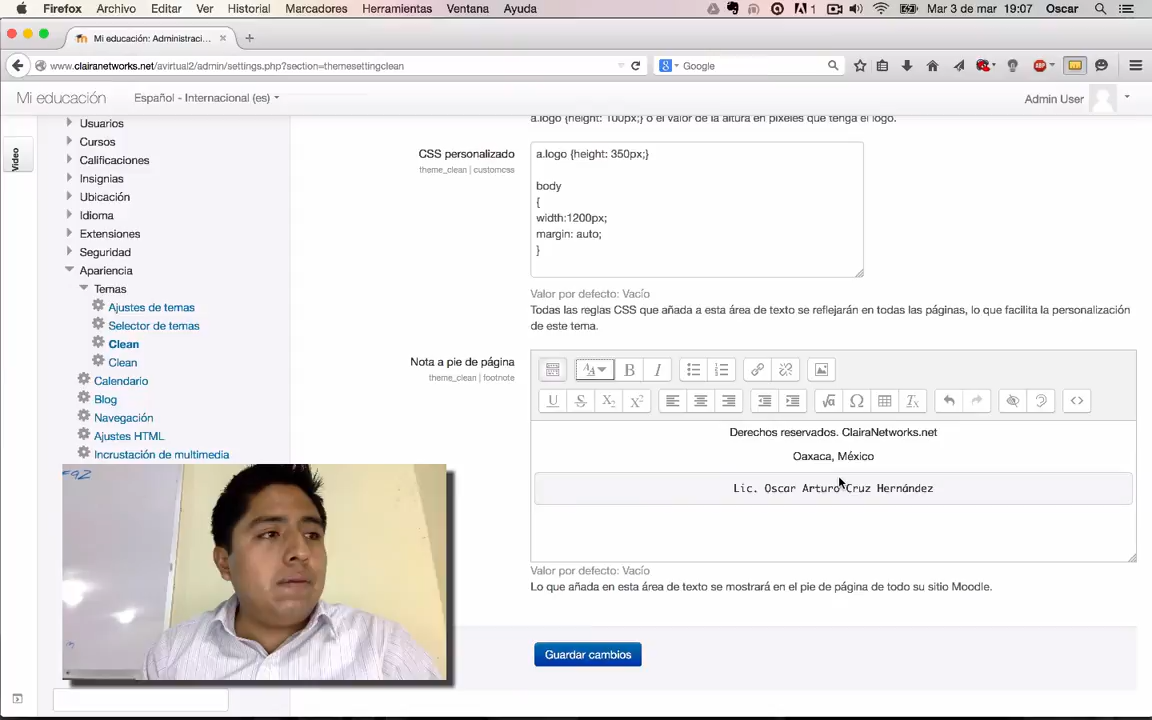 Firefox Archivo Editar Ver Historial Marcadores Herramientas Ventana Ayuda 1 Mar 3 de mar 19:07 Oscar
Mi educación: Administraci...
www.clairanetworks.net/avirtual2/admin/settings.php?section=themesettingclean
Google
ABP
Mi educación
Español - Internacional (es)
Admin User
Video
Usuarios
Cursos
Calificaciones
Insignias
Ubicación
Idioma
Extensiones
Seguridad
Apariencia
Temas
Ajustes de temas
Selector de temas
Clean
Clean
Calendario
Blog
Navegación
Ajustes HTML
Incrustación de multimedia
a.logo {height: 100px;} o el valor de la altura en pixeles que tenga el logo.
CSS personalizado
theme_clean | customcss
a.logo {height: 350px;}
body
{
width:1200px;
margin: auto;
}
Valor por defecto: Vacío
Todas las reglas CSS que añada a esta área de texto se reflejarán en todas las páginas, lo que facilita la personalización
de este tema.
Nota a pie de página
theme_clean | footnote
Derechos reservados. ClairaNetworks.net
Oaxaca, México
Lic. Oscar Arturo Cruz Hernández
Valor por defecto: Vacío
Lo que añada en esta área de texto se mostrará en el pie de página de todo su sitio Moodle.
Guardar cambios